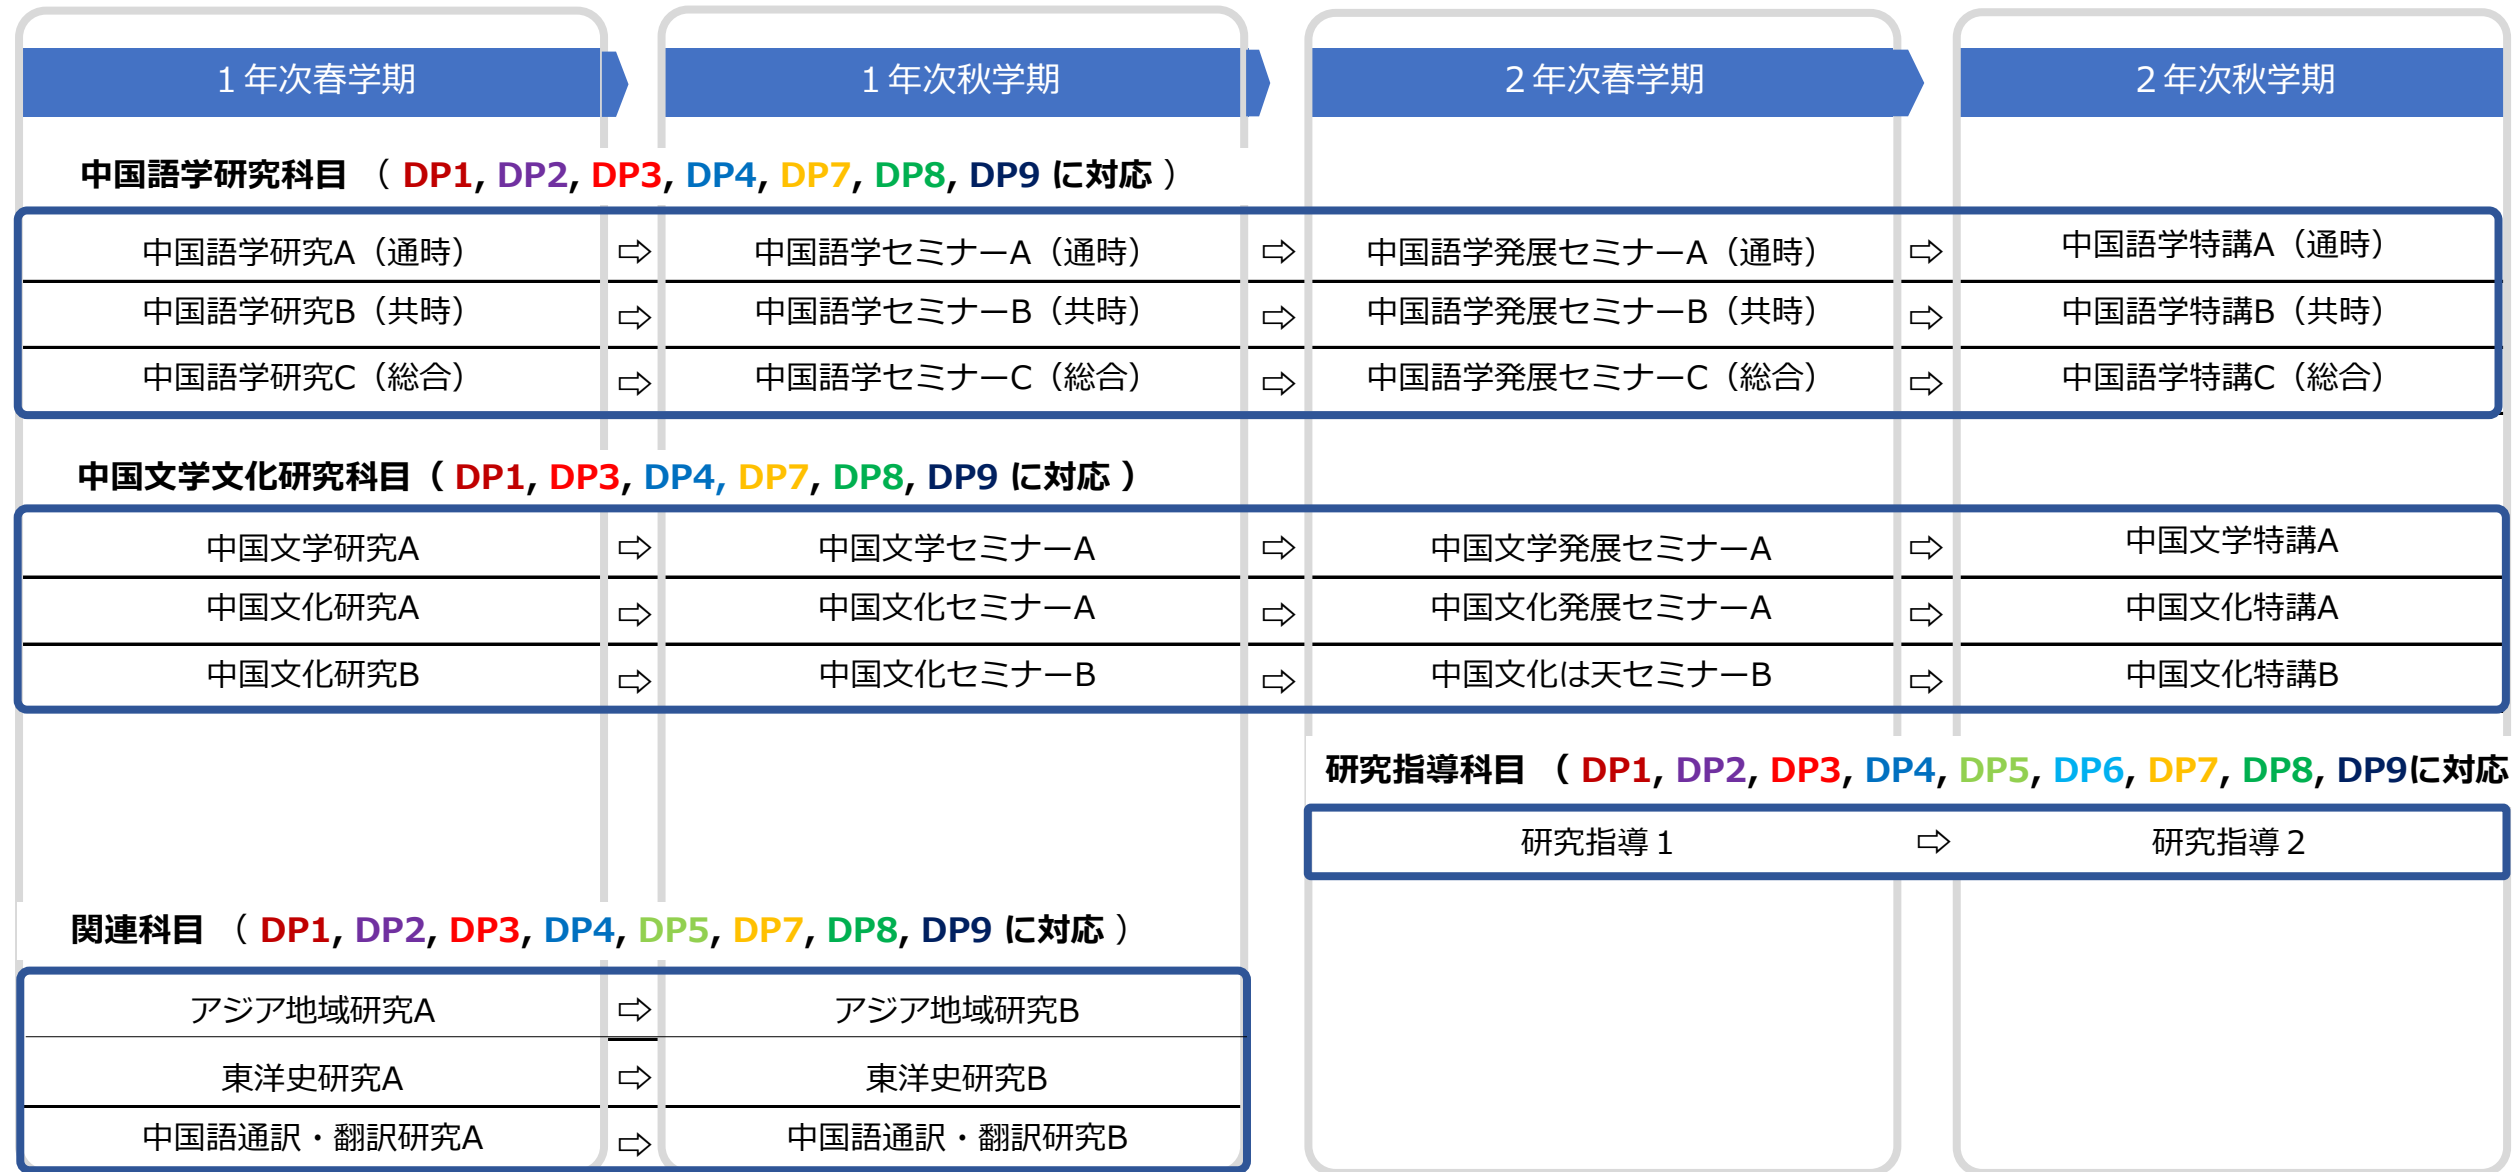 １年次春学期 １年次秋学期 ２年次春学期 ２年次秋学期
中国語学研究科目 （ DP1, DP2, DP3, DP4, DP7, DP8, DP9 に対応 ）
中国語学研究A（通時） ⇨ 中国語学セミナーA（通時） ⇨ 中国語学発展セミナーA（通時） ⇨ 中国語学特講A（通時）
中国語学研究B（共時） ⇨ 中国語学セミナーB（共時） ⇨ 中国語学発展セミナーB（共時） ⇨ 中国語学特講B（共時）
中国語学研究C（総合） ⇨ 中国語学セミナーC（総合） ⇨ 中国語学発展セミナーC（総合） ⇨ 中国語学特講C（総合）
中国文学文化研究科目（ DP1, DP3, DP4, DP7, DP8, DP9 に対応 ）
中国文学研究A ⇨ 中国文学セミナーA ⇨ 中国文学発展セミナーA ⇨ 中国文学特講A
中国文化研究A ⇨ 中国文化セミナーA ⇨ 中国文化発展セミナーA ⇨ 中国文化特講A
中国文化研究B ⇨ 中国文化セミナーB ⇨ 中国文化は天セミナーB ⇨ 中国文化特講B
研究指導科目 （ DP1, DP2, DP3, DP4, DP5, DP6, DP7, DP8, DP9に対応
研究指導１ ⇨ 研究指導２
関連科目 （ DP1, DP2, DP3, DP4, DP5, DP7, DP8, DP9 に対応 ）
アジア地域研究A ⇨ アジア地域研究B
東洋史研究A ⇨ 東洋史研究B
中国語通訳・翻訳研究A ⇨ 中国語通訳・翻訳研究B